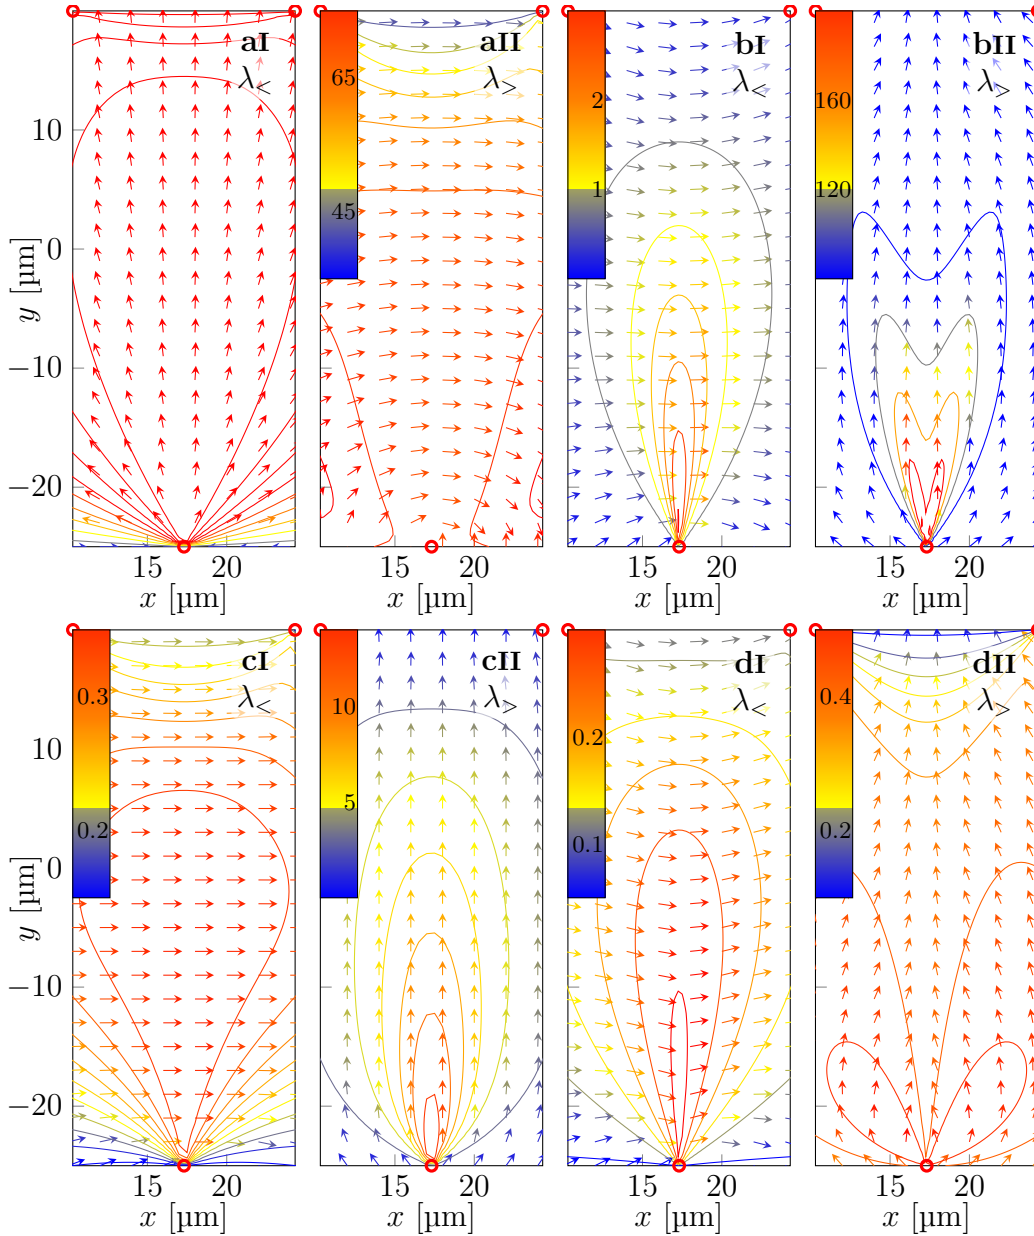 aI aII bI bII
λ< λ> λ< λ>
65 2 160
10
45 1 120
0
y [µm]
−10
−20
15 20 15 20 15 20 15 20
x [µm] x [µm] x [µm] x [µm]
cI cII dI dII
λ< λ> λ< λ>
0.3 10 0.2 0.4
10
0.2 5 0.1 0.2
0
y [µm]
−10
−20
15 20 15 20 15 20 15 20
x [µm] x [µm] x [µm] x [µm]